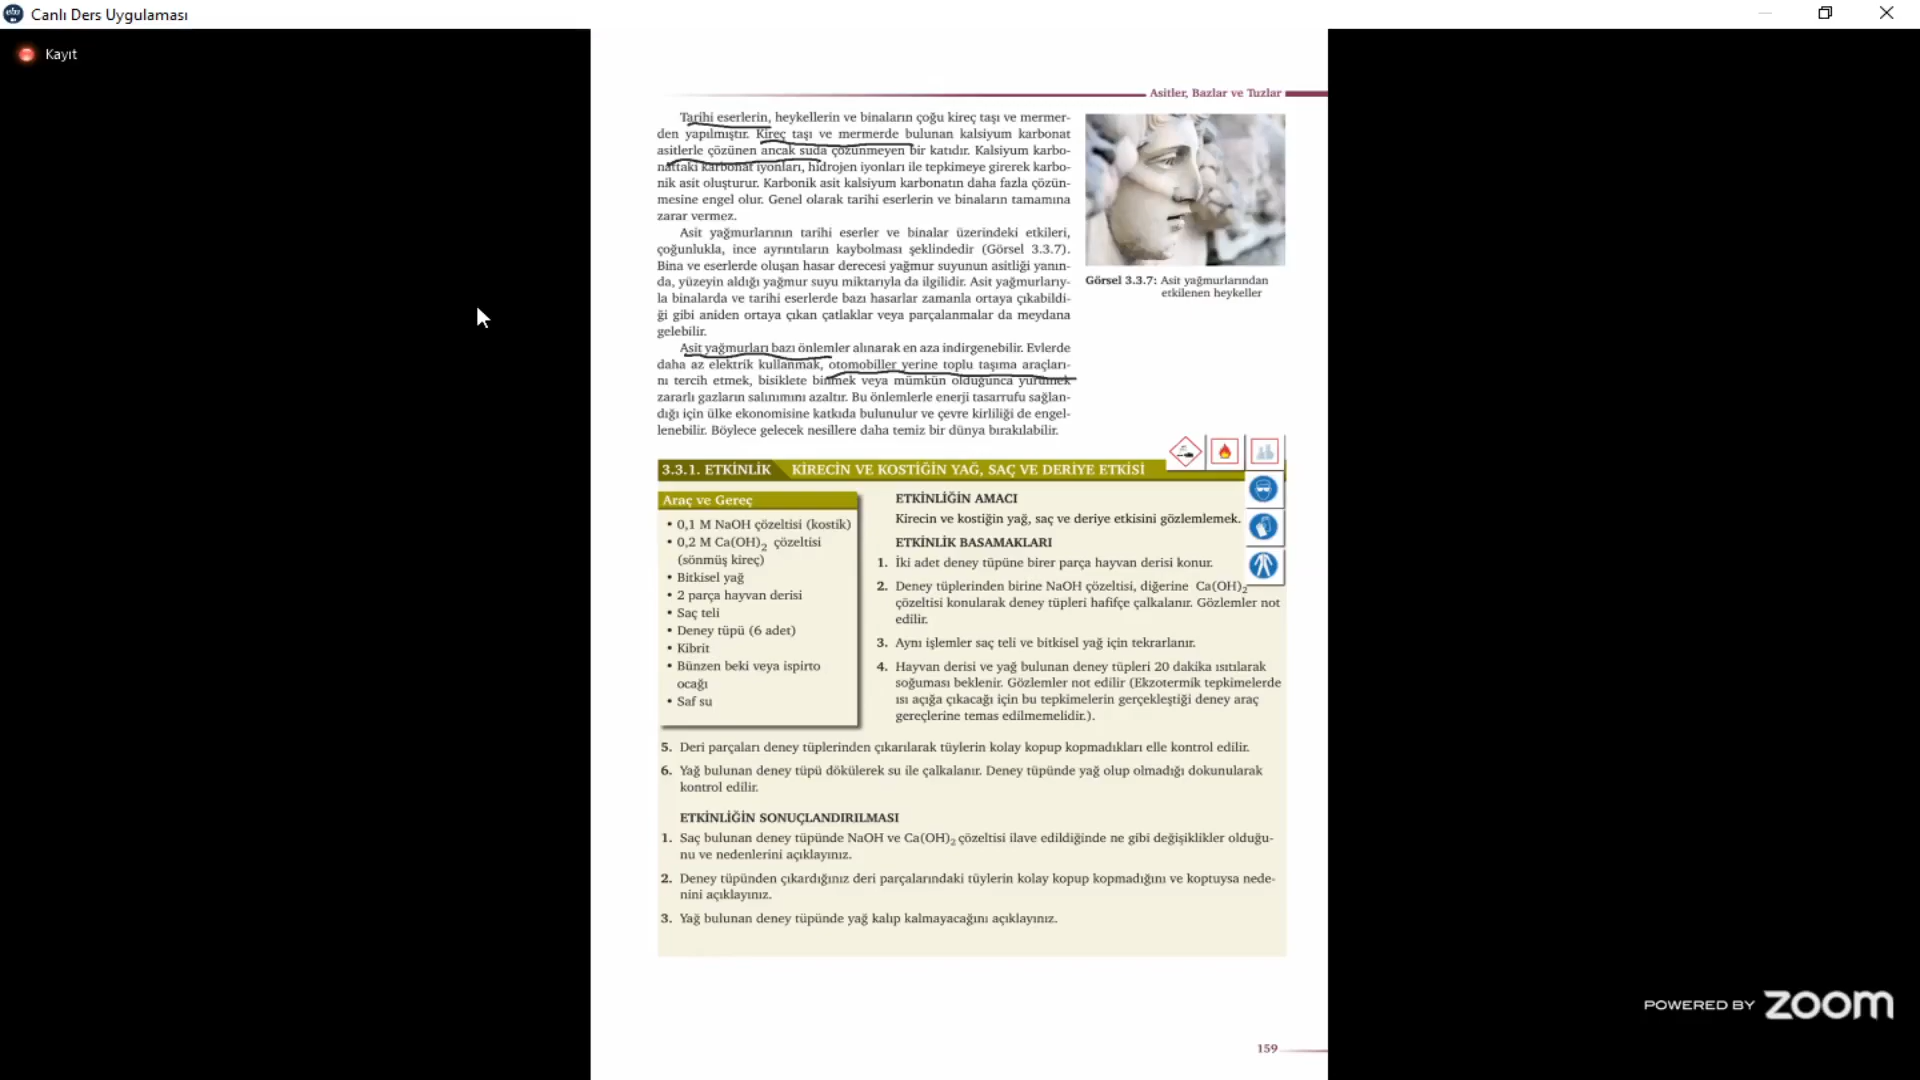 Canlı Ders Uygulaması
Kayıt
Asitler, Bazlar ve Tuzlar
Tarihi eserlerin, heykellerin ve binaların çoğu kireç taşı ve mermer-
den yapılmıştır. Kireç taşı ve mermerde bulunan kalsiyum karbonat
asitlerle çözünen ancak suda çözünmeyen bir katıdır. Kalsiyum karbo-
nattaki karbonat iyonları, hidrojen iyonları ile tepkimeye girerek karbo-
nik asit oluşturur. Karbonik asit kalsiyum karbonatın daha fazla çözün-
mesine engel olur. Genel olarak tarihi eserlerin ve binaların tamamına
zarar vermez.
Asit yağmurlarının tarihi eserler ve binalar üzerindeki etkileri,
çoğunlukla, ince ayrıntıların kaybolması şeklindedir (Görsel 3.3.7).
Bina ve eserlerde oluşan hasar derecesi yağmur suyunun asitliği yanın-
da, yüzeyin aldığı yağmur suyu miktarıyla da ilgilidir. Asit yağmurlarıy-
la binalarda ve tarihi eserlerde bazı hasarlar zamanla ortaya çıkabildi-
ği gibi aniden ortaya çıkan çatlaklar veya parçalanmalar da meydana
gelebilir.
Asit yağmurları bazı önlemler alınarak en aza indirgenebilir. Evlerde
daha az elektrik kullanmak, otomobiller yerine toplu taşıma araçları-
nı tercih etmek, bisiklete binmek veya mümkün olduğunca yürümek
zararlı gazların salınımını azaltır. Bu önlemlerle enerji tasarrufu sağlan-
dığı için ülke ekonomisine katkıda bulunulur ve çevre kirliliği de engel-
lenebilir. Böylece gelecek nesillere daha temiz bir dünya bırakılabilir.
Görsel 3.3.7: Asit yağmurlarından
etkilenen heykeller
3.3.1. ETKİNLİK KİRECİN VE KOSTİĞİN YAĞ, SAÇ VE DERİYE ETKİSİ
Araç ve Gereç
• 0,1 M NaOH çözeltisi (kostik)
• 0,2 M Ca(OH)₂ çözeltisi
(sönmüş kireç)
• Bitkisel yağ
• 2 parça hayvan derisi
• Saç teli
• Deney tüpü (6 adet)
• Kibrit
• Bünzen beki veya ispirto
ocağı
• Saf su
ETKİNLİĞİN AMACI
Kirecin ve kostiğin yağ, saç ve deriye etkisini gözlemlemek.
ETKİNLİK BASAMAKLARI
1. İki adet deney tüpüne birer parça hayvan derisi konur.
2. Deney tüplerinden birine NaOH çözeltisi, diğerine Ca(OH)₂
çözeltisi konularak deney tüpleri hafifçe çalkalanır. Gözlemler not
edilir.
3. Aynı işlemler saç teli ve bitkisel yağ için tekrarlanır.
4. Hayvan derisi ve yağ bulunan deney tüpleri 20 dakika ısıtılarak
soğuması beklenir. Gözlemler not edilir (Ekzotermik tepkimelerde
ısı açığa çıkacağı için bu tepkimelerin gerçekleştiği deney araç
gereçlerine temas edilmemelidir.).
5. Deri parçaları deney tüplerinden çıkarılarak tüylerin kolay kopup kopmadıkları elle kontrol edilir.
6. Yağ bulunan deney tüpü dökülerek su ile çalkalanır. Deney tüpünde yağ olup olmadığı dokunularak
kontrol edilir.
ETKİNLİĞİN SONUÇLANDIRILMASI
1. Saç bulunan deney tüpünde NaOH ve Ca(OH)₂ çözeltisi ilave edildiğinde ne gibi değişiklikler olduğu-
nu ve nedenlerini açıklayınız.
2. Deney tüpünden çıkardığınız deri parçalarındaki tüylerin kolay kopup kopmadığını ve koptuysa nede-
nini açıklayınız.
3. Yağ bulunan deney tüpünde yağ kalıp kalmayacağını açıklayınız.
159
POWERED BY zoom